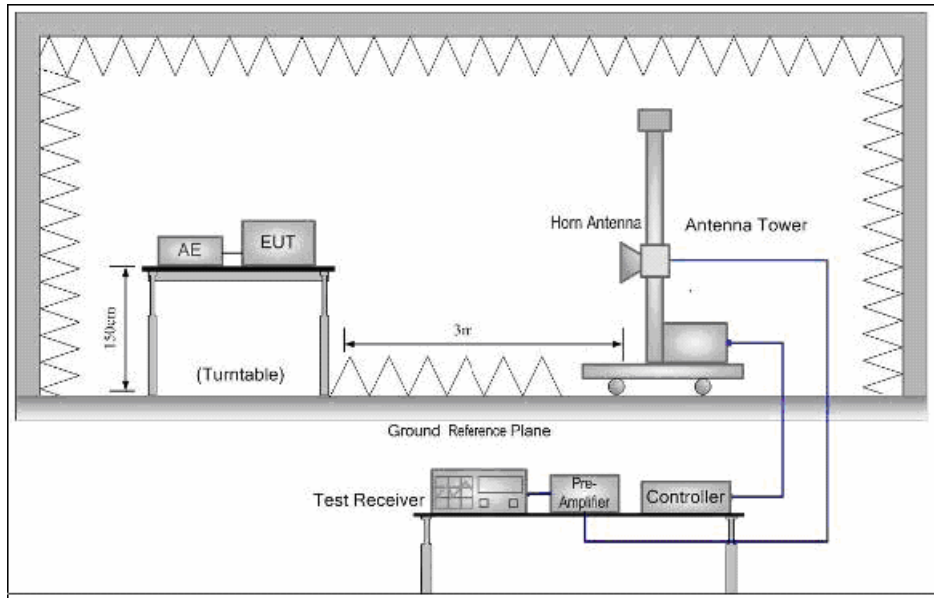 Horn Antenna
Antenna Tower
AE
EUT
150cm
3m
(Turntable)
Ground Reference Plane
Test Receiver
Pre-
Amplifier
Controller